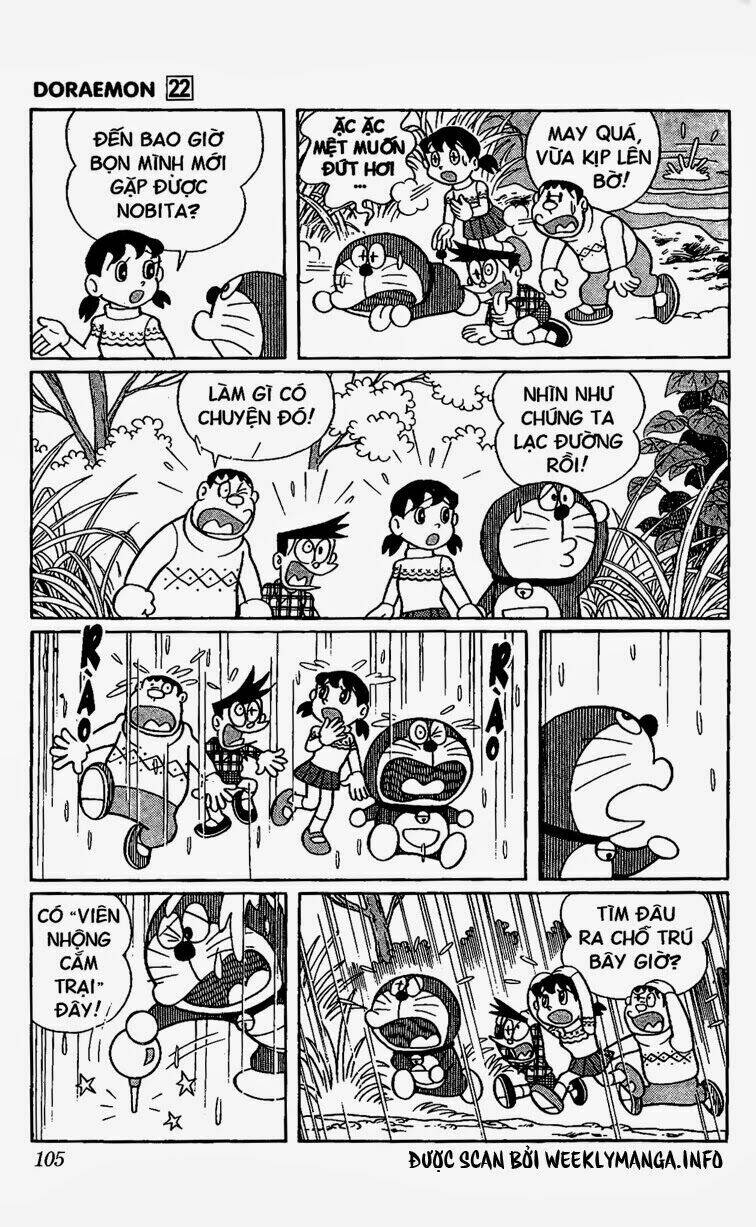 DORAEMON 22
MAY QUÁ,
VỪA KỊP LÊN
BỜ!
ẶC ẶC
MỆT MUỐN
ĐỨT HƠI
...
ĐẾN BAO GIỜ
BỌN MÌNH MỚI
GẶP ĐƯỢC
NOBITA?
NHÌN NHƯ
CHÚNG TA
LẠC ĐƯỜNG
RỒI!
LÀM GÌ CÓ
CHUYỆN ĐÓ!
RÀO
RÀO
TÌM ĐÂU
RA CHỖ TRÚ
BÂY GIỜ?
CÓ "VIÊN
NHỘNG
CẮM TRẠI"
ĐÂY!
105
ĐƯỢC SCAN BỞI WEEKLYMANGA.INFO